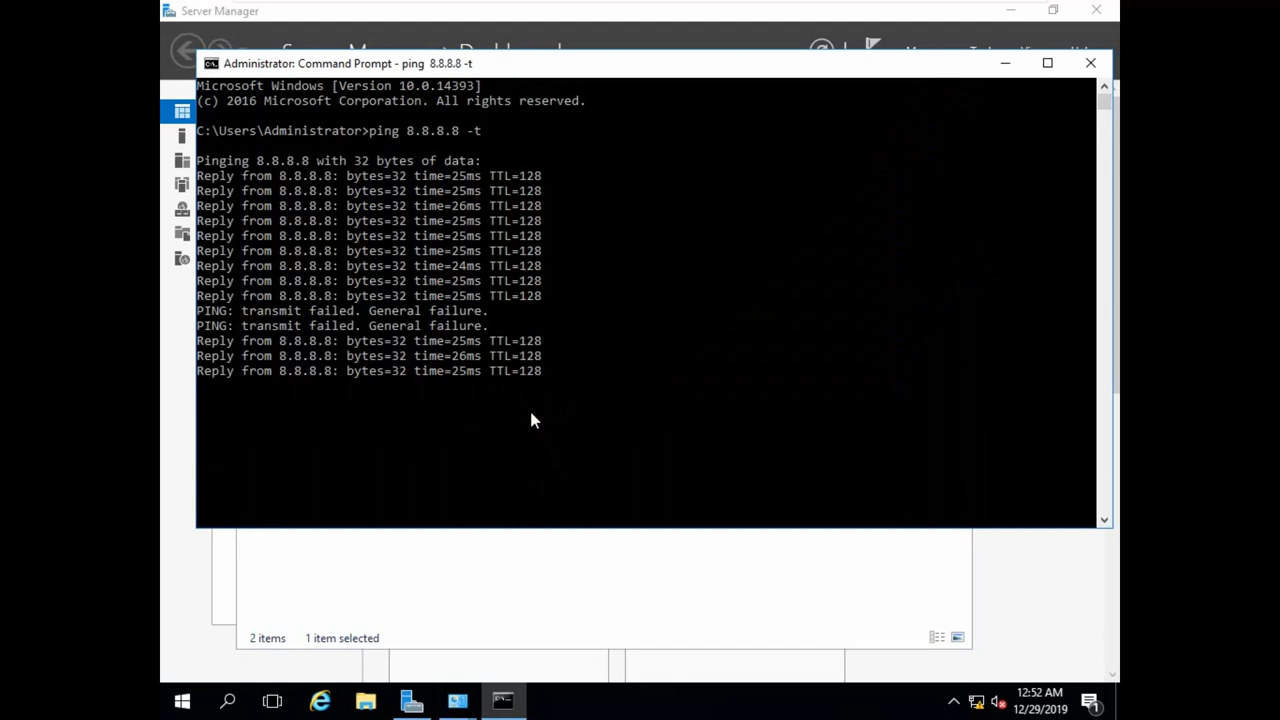 Server Manager
Administrator: Command Prompt - ping  8.8.8.8 -t
Microsoft Windows [Version 10.0.14393]
(c) 2016 Microsoft Corporation. All rights reserved.
C:\Users\Administrator>ping 8.8.8.8 -t
Pinging 8.8.8.8 with 32 bytes of data:
Reply from 8.8.8.8: bytes=32 time=25ms TTL=128
Reply from 8.8.8.8: bytes=32 time=25ms TTL=128
Reply from 8.8.8.8: bytes=32 time=26ms TTL=128
Reply from 8.8.8.8: bytes=32 time=25ms TTL=128
Reply from 8.8.8.8: bytes=32 time=25ms TTL=128
Reply from 8.8.8.8: bytes=32 time=25ms TTL=128
Reply from 8.8.8.8: bytes=32 time=24ms TTL=128
Reply from 8.8.8.8: bytes=32 time=25ms TTL=128
Reply from 8.8.8.8: bytes=32 time=25ms TTL=128
PING: transmit failed. General failure.
PING: transmit failed. General failure.
Reply from 8.8.8.8: bytes=32 time=25ms TTL=128
Reply from 8.8.8.8: bytes=32 time=26ms TTL=128
Reply from 8.8.8.8: bytes=32 time=25ms TTL=128
2 items 1 item selected
12:52 AM
12/29/2019
1